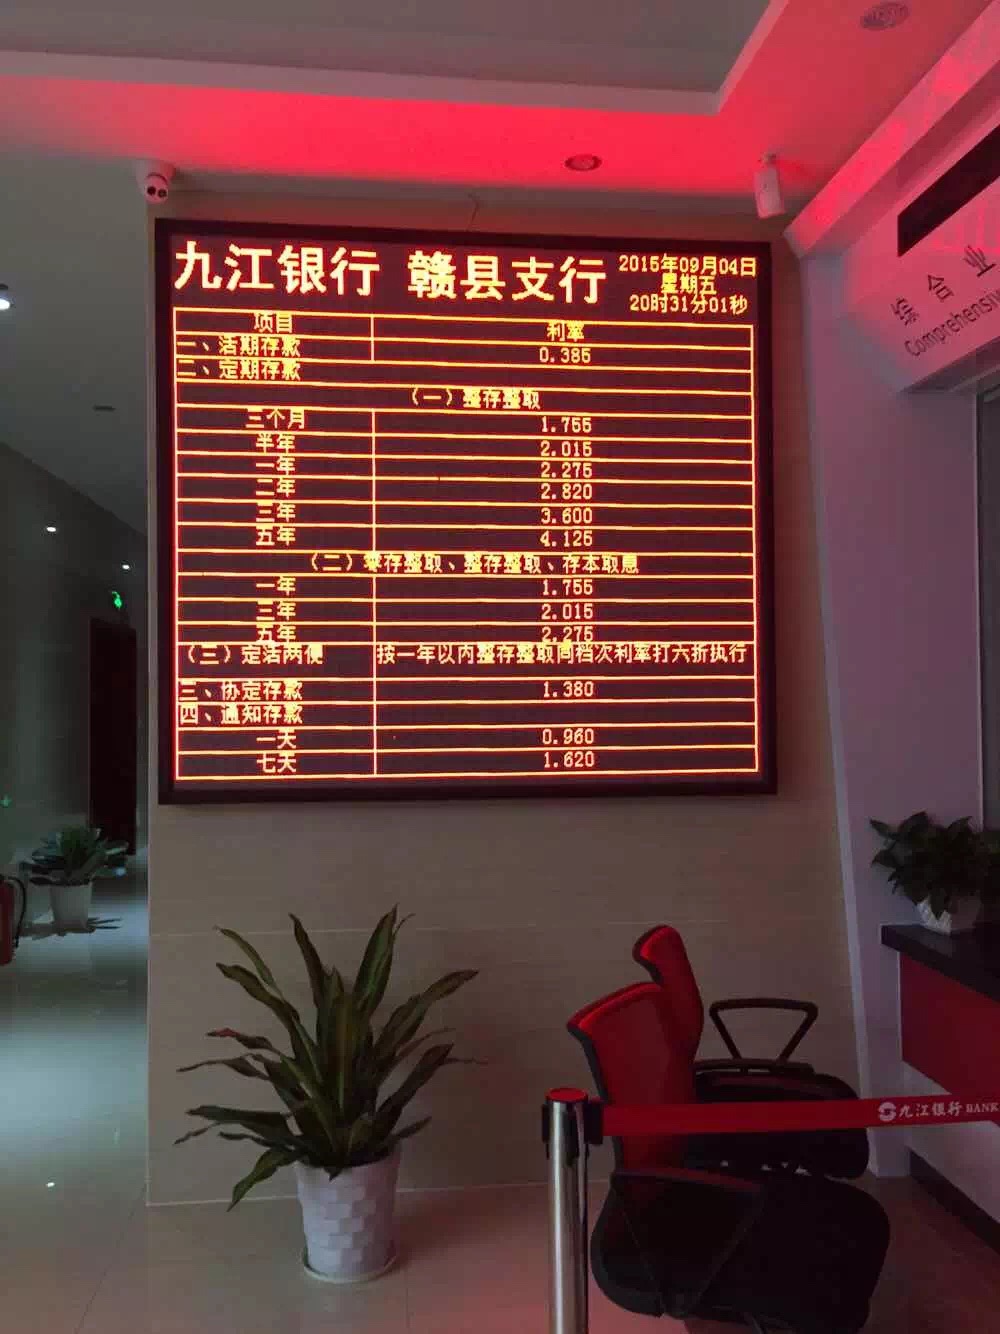 九江银行 赣县支行
2015年09月04日
星期五
20时31分01秒
项目 利率
一、活期存款 0.385
二、定期存款
（一）整存整取
三个月 1.755
半年 2.015
一年 2.275
二年 2.820
三年 3.600
五年 4.125
（二）零存整取、整存整取、存本取息
一年 1.755
三年 2.015
五年 2.275
（三）定活两便 按一年以内整存整取同档次利率打六折执行
三、协定存款 1.380
四、通知存款
一天 0.960
七天 1.620
综合业
Comprehensiv
九江银行 BANK